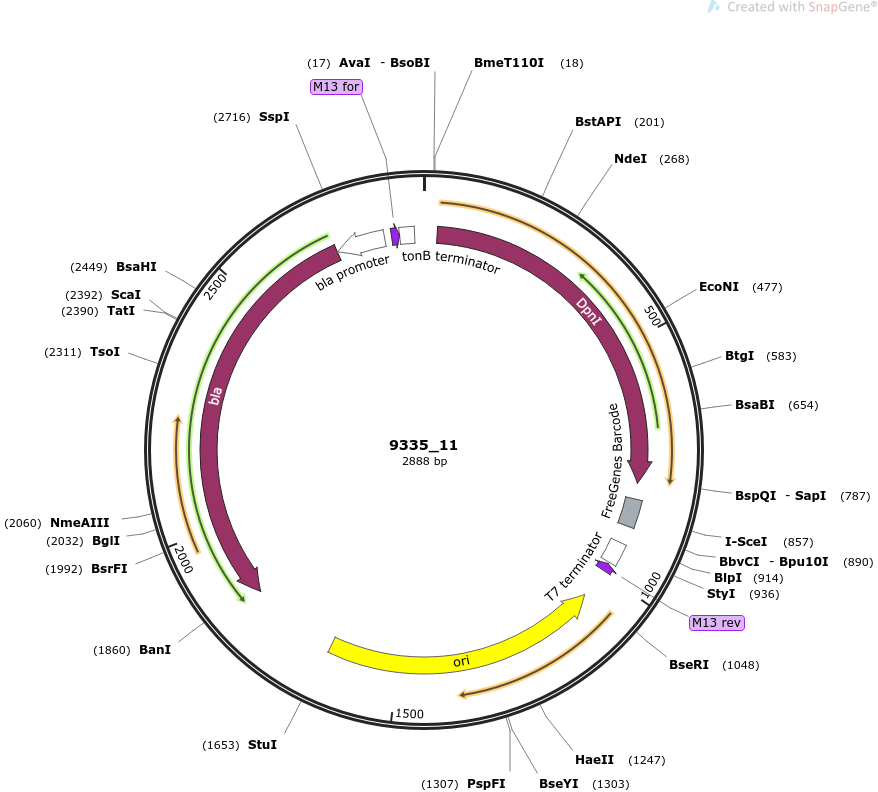 Created with SnapGene®
(17) AvaI - BsoBI
BmeT110I (18)
M13 for
(2716) SspI
BstAPI (201)
NdeI (268)
bla promoter
tonB terminator
(2449) BsaHI
2500
(2392) ScaI
(2390) TatI
EcoNI (477)
DpnI
500
(2311) TsoI
BtgI (583)
bla
BsaBI (654)
9335_11
2888 bp
FreeGenes Barcode
BspQI - SapI (787)
(2060) NmeAIII
(2032) BglI
(1992) BsrFI
2000
I-SceI (857)
BbvCI - Bpu10I (890)
BlpI (914)
StyI (936)
T7 terminator
1000
M13 rev
(1860) BanI
ori
BseRI (1048)
1500
(1653) StuI
HaeII (1247)
(1307) PspFI
BseYI (1303)